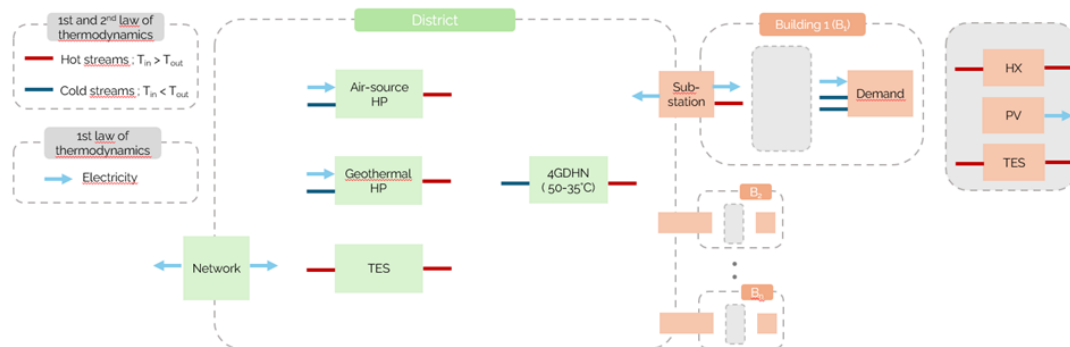 1st and 2nd law of
thermodynamics
Hot streams ; Tin > Tout
Cold streams ; Tin < Tout
1st law of
thermodynamics
Electricity
District
Air-source
HP
Geothermal
HP
TES
4GDHN
( 50-35°C)
Network
Sub-
station
Building 1 (B1)
Demand
B2
HX
PV
TES